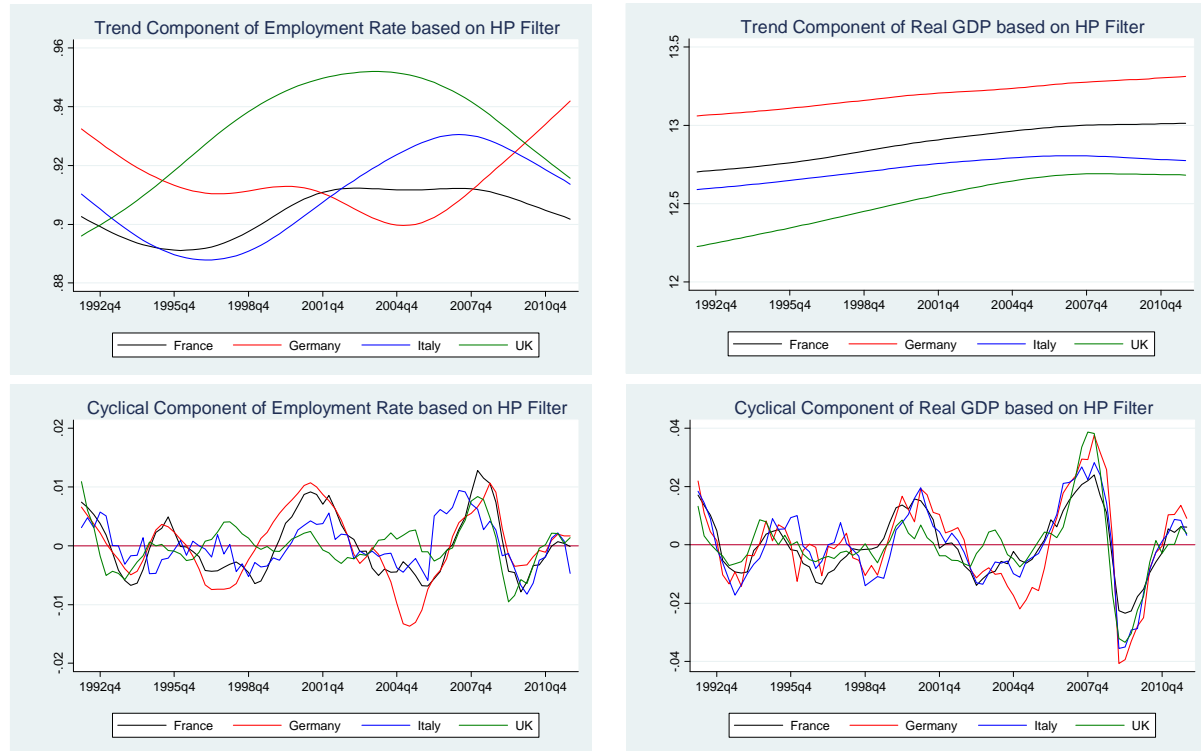 Trend Component of Employment Rate based on HP Filter
.96
.94
.92
.9
.88
1992q4 1995q4 1998q4 2001q4 2004q4 2007q4 2010q4
France Germany Italy UK
Trend Component of Real GDP based on HP Filter
13.5
13
12.5
12
1992q4 1995q4 1998q4 2001q4 2004q4 2007q4 2010q4
France Germany Italy UK
Cyclical Component of Employment Rate based on HP Filter
.02
.01
0
-.01
-.02
1992q4 1995q4 1998q4 2001q4 2004q4 2007q4 2010q4
France Germany Italy UK
Cyclical Component of Real GDP based on HP Filter
.04
.02
0
-.02
-.04
1992q4 1995q4 1998q4 2001q4 2004q4 2007q4 2010q4
France Germany Italy UK